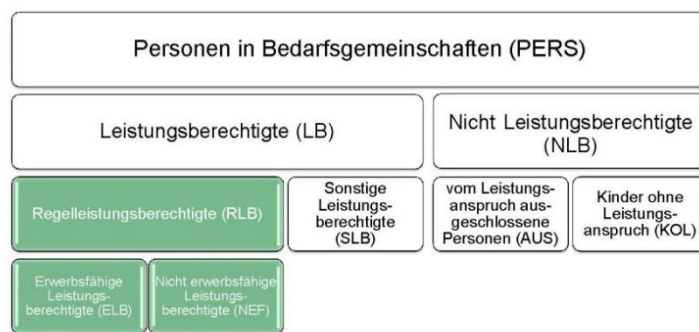 Personen in Bedarfsgemeinschaften (PERS)
Leistungsberechtigte (LB)
Nicht Leistungsberechtigte
(NLB)
Regelleistungsberechtigte (RLB)
Sonstige
Leistungs-
berechtigte
(SLB)
vom Leistungs-
anspruch aus-
geschlossene
Personen (AUS)
Kinder ohne
Leistungs-
anspruch (KOL)
Erwerbsfähige
Leistungs-
berechtigte (ELB)
Nicht erwerbsfähige
Leistungs-
berechtigte (NEF)